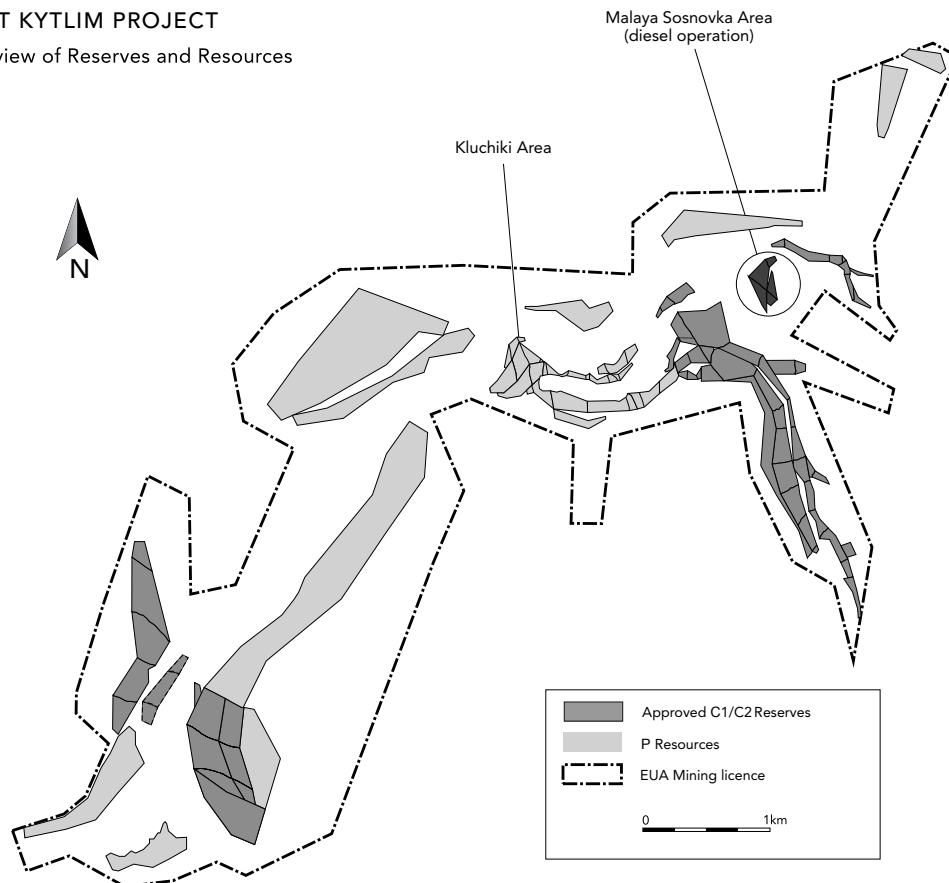 T KYTLIM PROJECT
view of Reserves and Resources
Malaya Sosnovka Area
(diesel operation)
Kluchiki Area
N
Approved C1/C2 Reserves
P Resources
EUA Mining licence
0 1km